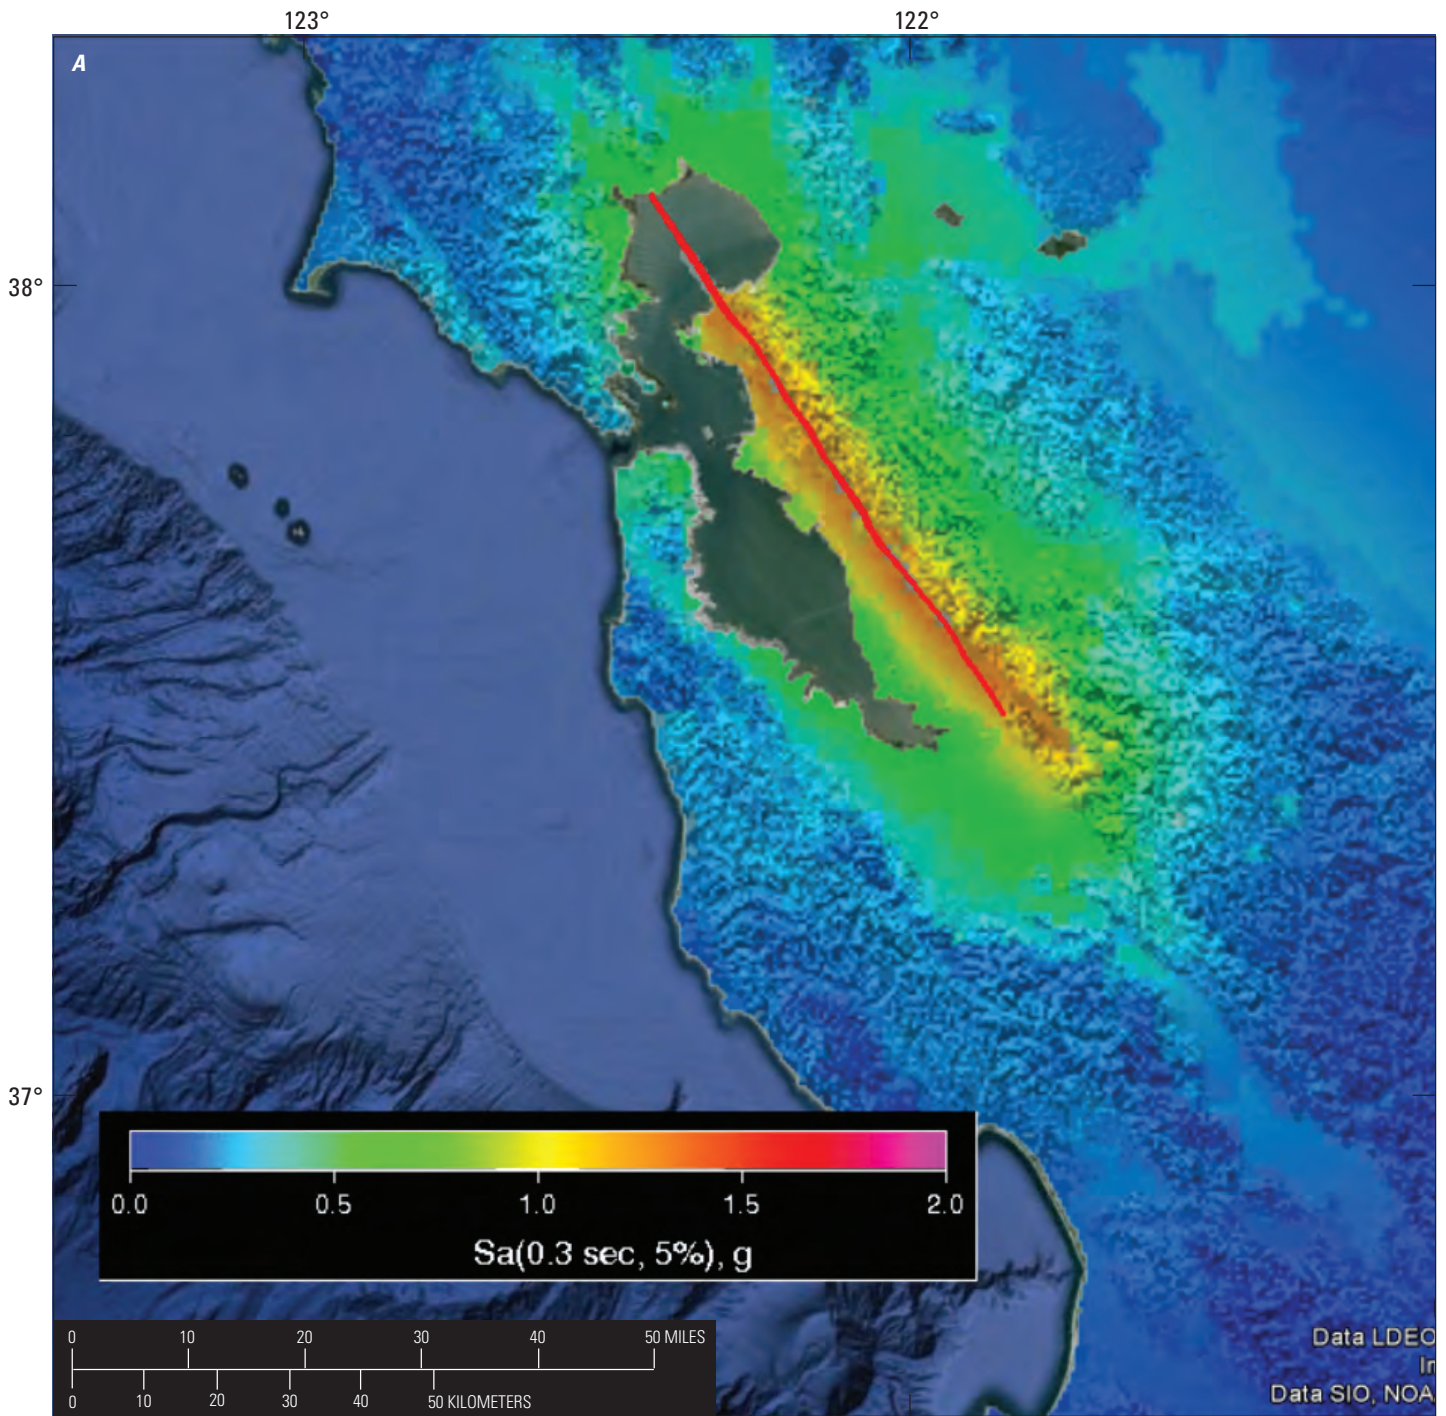 123°
122°
A
38°
37°
0.0 0.5 1.0 1.5 2.0
Sa(0.3 sec, 5%), g
0 10 20 30 40 50 MILES
0 10 20 30 40 50 KILOMETERS
Data LDEO
Data SIO, NOA